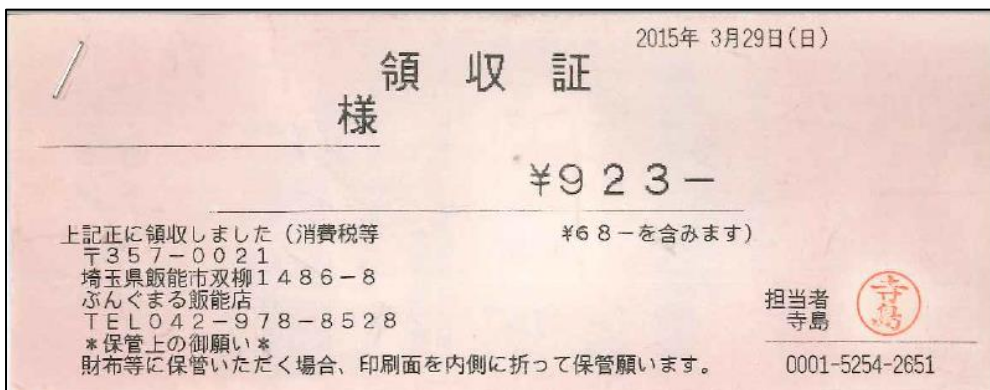 2015年 3月29日(日)
領 収 証
様
¥923－
上記正に領収しました（消費税等 ¥68－を含みます）
〒357－0021
埼玉県飯能市双柳1486－8
ぶんぐまる飯能店
TEL042－978－8528
＊保管上の御願い＊
財布等に保管いただく場合、印刷面を内側に折って保管願います。
担当者
寺島
寺島
0001-5254-2651